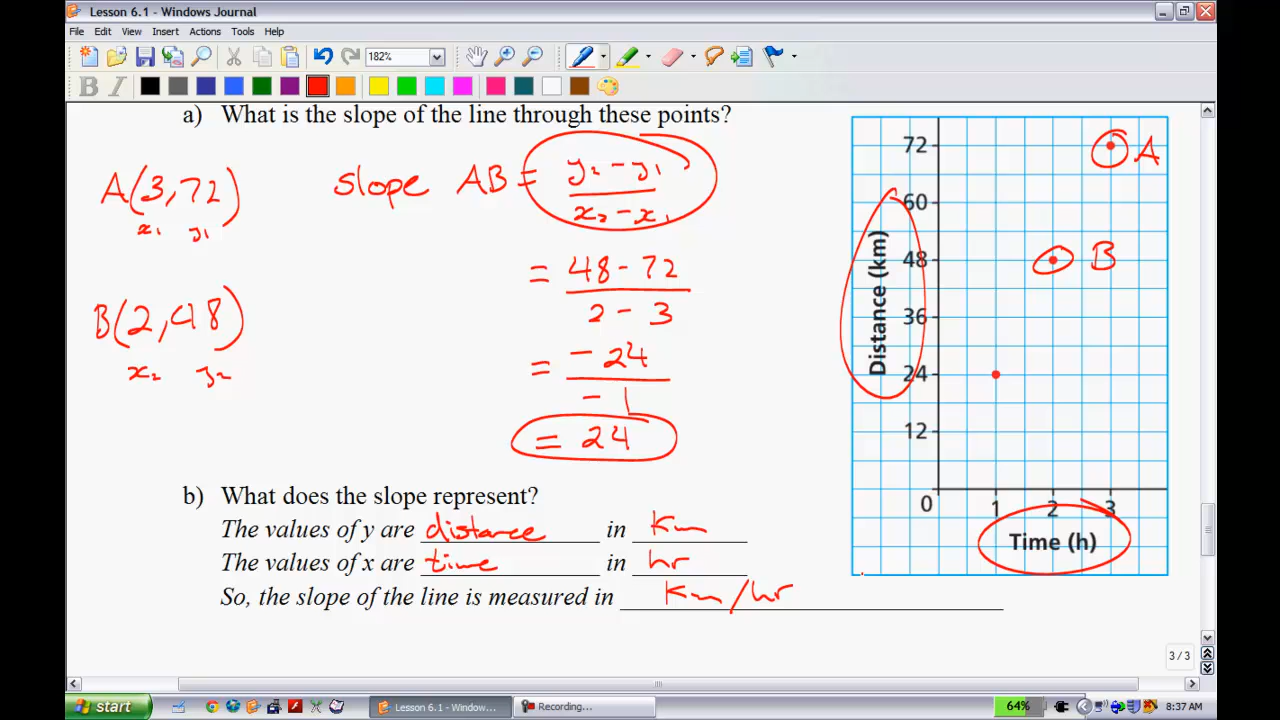 Lesson 6.1 - Windows Journal
File Edit View Insert Actions Tools Help
182%
B I
a) What is the slope of the line through these points?
A(3,72)
x₁ y₁
B(2,48)
x₂ y₂
slope AB = y₂ - y₁ / x₂ - x₁
= 48 - 72 / 2 - 3
= -24 / -1
= 24
72
60
48
36
24
12
0 1 2 3
A
B
Distance (km)
Time (h)
b) What does the slope represent?
The values of y are distance in km
The values of x are time in hr
So, the slope of the line is measured in km/hr
3 / 3
start Lesson 6.1 - Windows Jo... Recording... 64% 8:37 AM